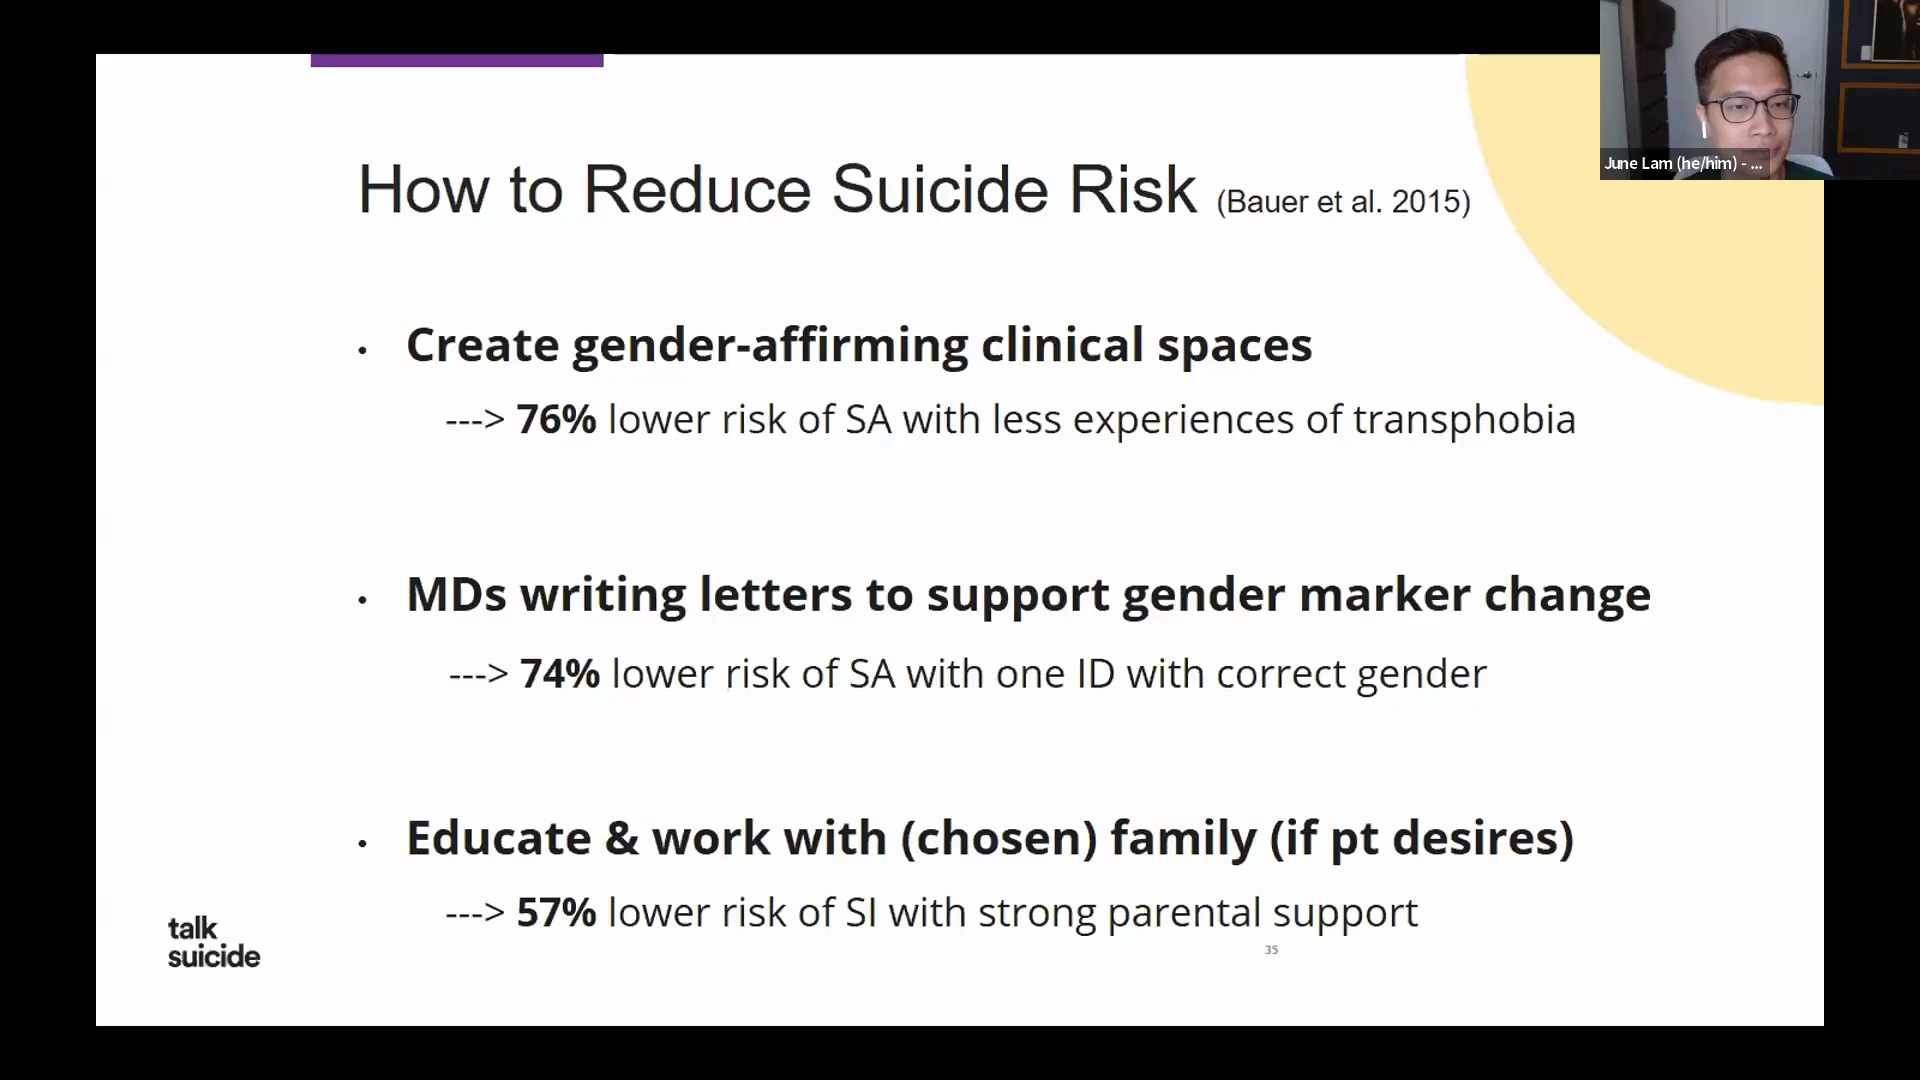 June Lam (he/him) - ...
How to Reduce Suicide Risk (Bauer et al. 2015)
• Create gender-affirming clinical spaces
---> 76% lower risk of SA with less experiences of transphobia
• MDs writing letters to support gender marker change
---> 74% lower risk of SA with one ID with correct gender
• Educate & work with (chosen) family (if pt desires)
---> 57% lower risk of SI with strong parental support
talk
suicide
35